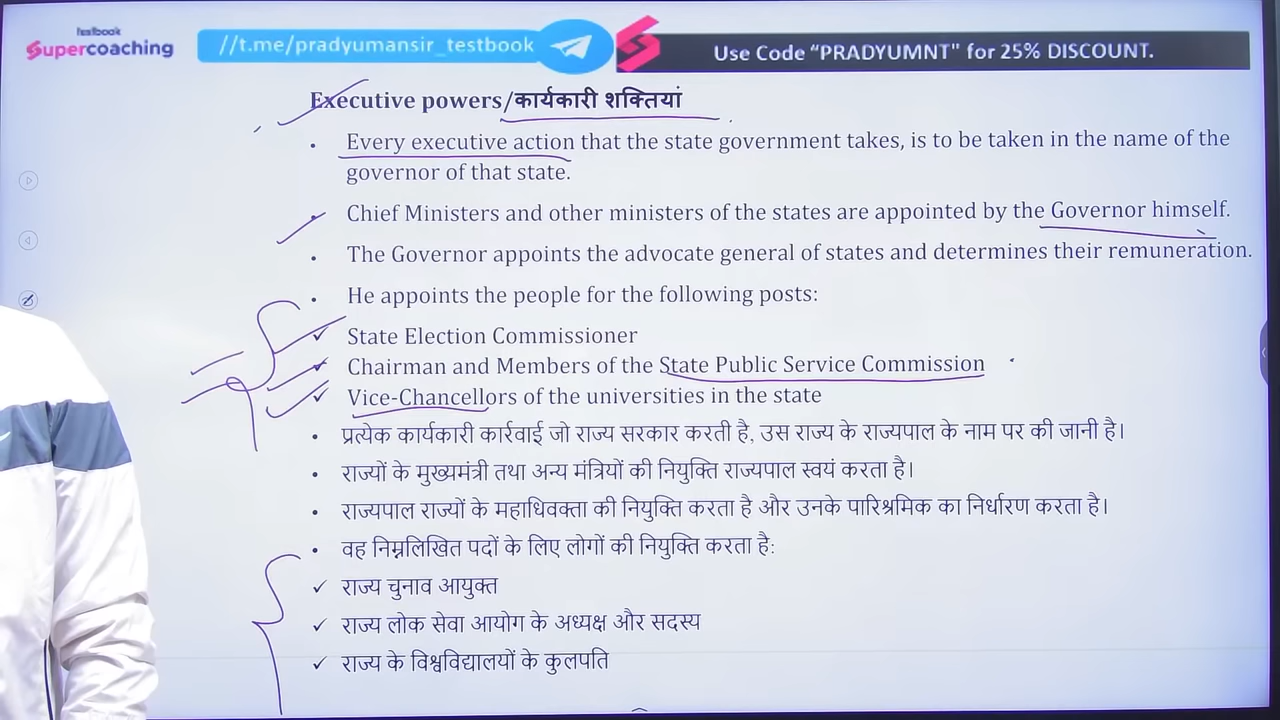 testbook
Supercoaching
//t.me/pradyumansir_testbook
Use Code “PRADYUMNT" for 25% DISCOUNT.
Executive powers/कार्यकारी शक्तियां
• Every executive action that the state government takes, is to be taken in the name of the
governor of that state.
• Chief Ministers and other ministers of the states are appointed by the Governor himself.
• The Governor appoints the advocate general of states and determines their remuneration.
• He appoints the people for the following posts:
✓ State Election Commissioner
✓ Chairman and Members of the State Public Service Commission
✓ Vice-Chancellors of the universities in the state
• प्रत्येक कार्यकारी कार्रवाई जो राज्य सरकार करती है, उस राज्य के राज्यपाल के नाम पर की जानी है।
• राज्यों के मुख्यमंत्री तथा अन्य मंत्रियों की नियुक्ति राज्यपाल स्वयं करता है।
• राज्यपाल राज्यों के महाधिवक्ता की नियुक्ति करता है और उनके पारिश्रमिक का निर्धारण करता है।
• वह निम्नलिखित पदों के लिए लोगों की नियुक्ति करता है:
✓ राज्य चुनाव आयुक्त
✓ राज्य लोक सेवा आयोग के अध्यक्ष और सदस्य
✓ राज्य के विश्वविद्यालयों के कुलपति